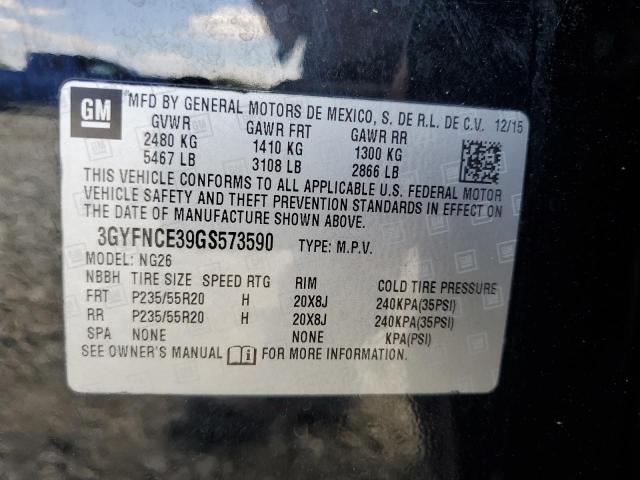 GM
MFD BY GENERAL MOTORS DE MEXICO, S. DE R.L. DE C.V. 12/15
GVWR GAWR FRT GAWR RR
2480 KG 1410 KG 1300 KG
5467 LB 3108 LB 2866 LB
THIS VEHICLE CONFORMS TO ALL APPLICABLE U.S. FEDERAL MOTOR
VEHICLE SAFETY AND THEFT PREVENTION STANDARDS IN EFFECT ON
THE DATE OF MANUFACTURE SHOWN ABOVE.
3GYFNCE39GS573590 TYPE: M.P.V.
MODEL: NG26
NBBH TIRE SIZE SPEED RTG RIM COLD TIRE PRESSURE
FRT P235/55R20 H 20X8J 240KPA(35PSI)
RR P235/55R20 H 20X8J 240KPA(35PSI)
SPA NONE NONE KPA(PSI)
SEE OWNER'S MANUAL FOR MORE INFORMATION.